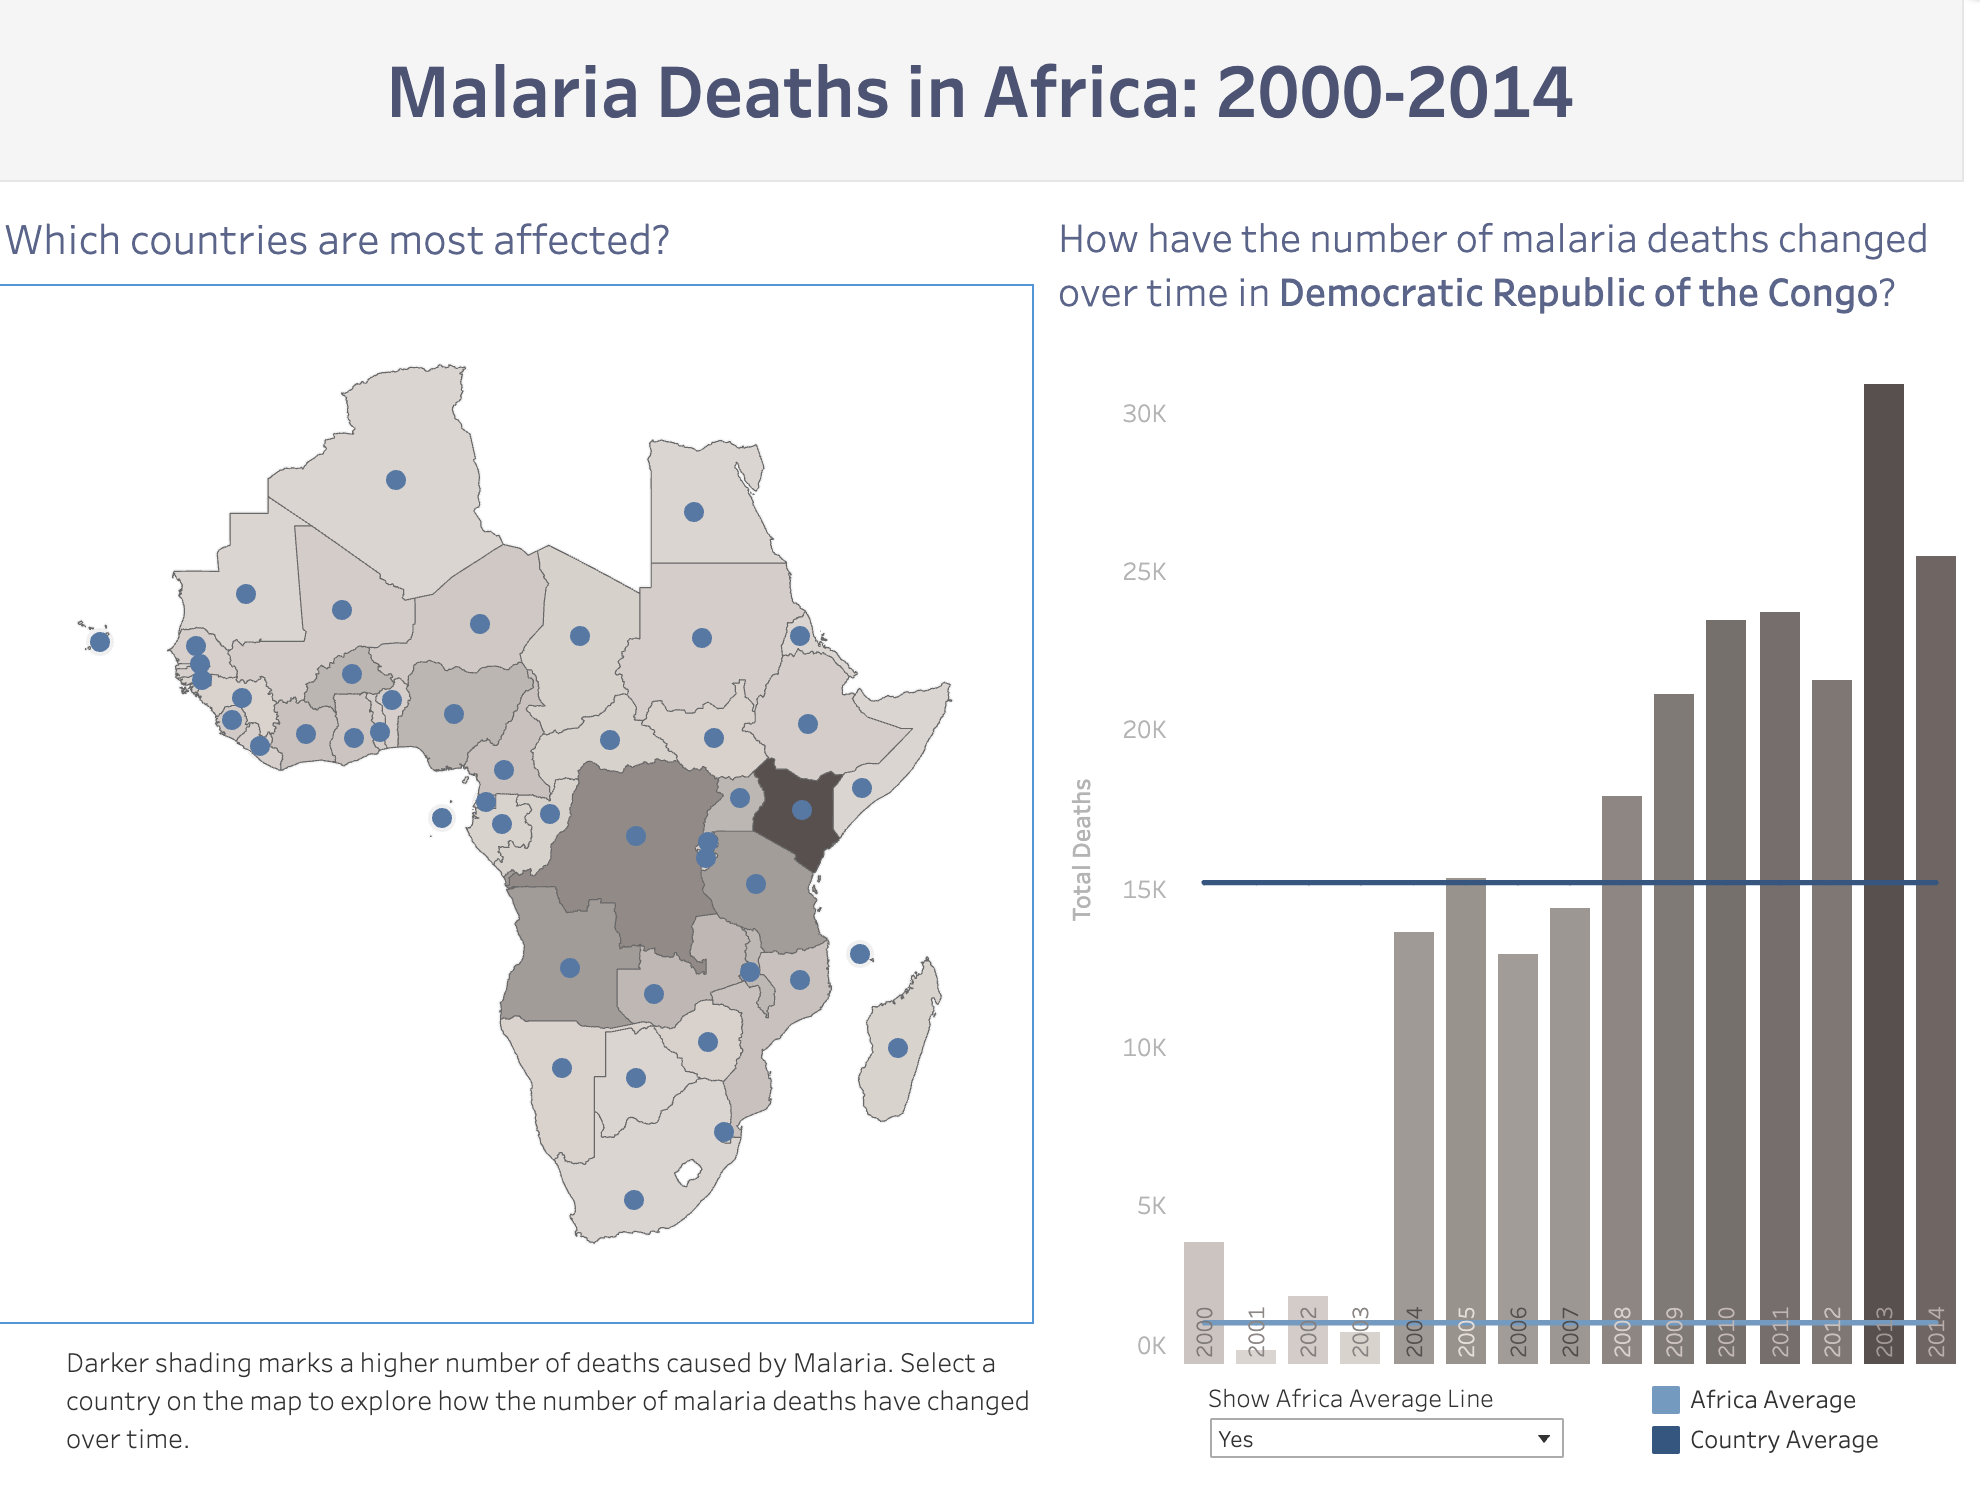 Malaria Deaths in Africa: 2000-2014
Which countries are most affected?
Darker shading marks a higher number of deaths caused by Malaria. Select a
country on the map to explore how the number of malaria deaths have changed
over time.
How have the number of malaria deaths changed
over time in Democratic Republic of the Congo?
Total Deaths
30K
25K
20K
15K
10K
5K
0K
2000
2001
2002
2003
2004
2005
2006
2007
2008
2009
2010
2011
2012
2013
2014
Show Africa Average Line
Yes
Africa Average
Country Average